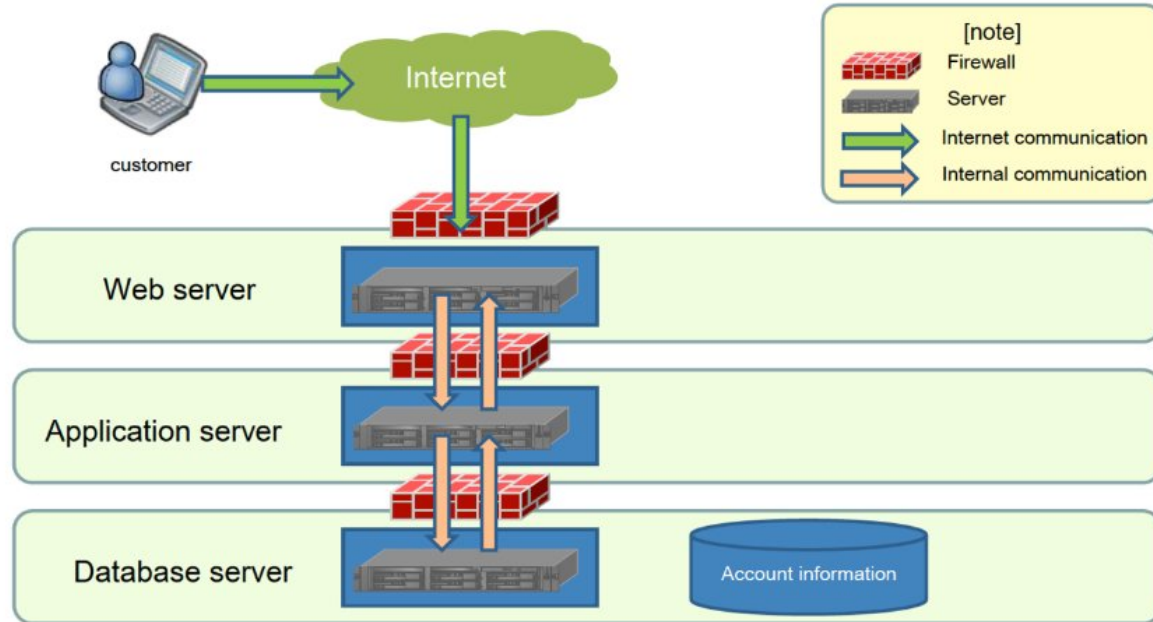 Internet
customer
[note]
Firewall
Server
Internet communication
Internal communication
Web server
Application server
Database server
Account information